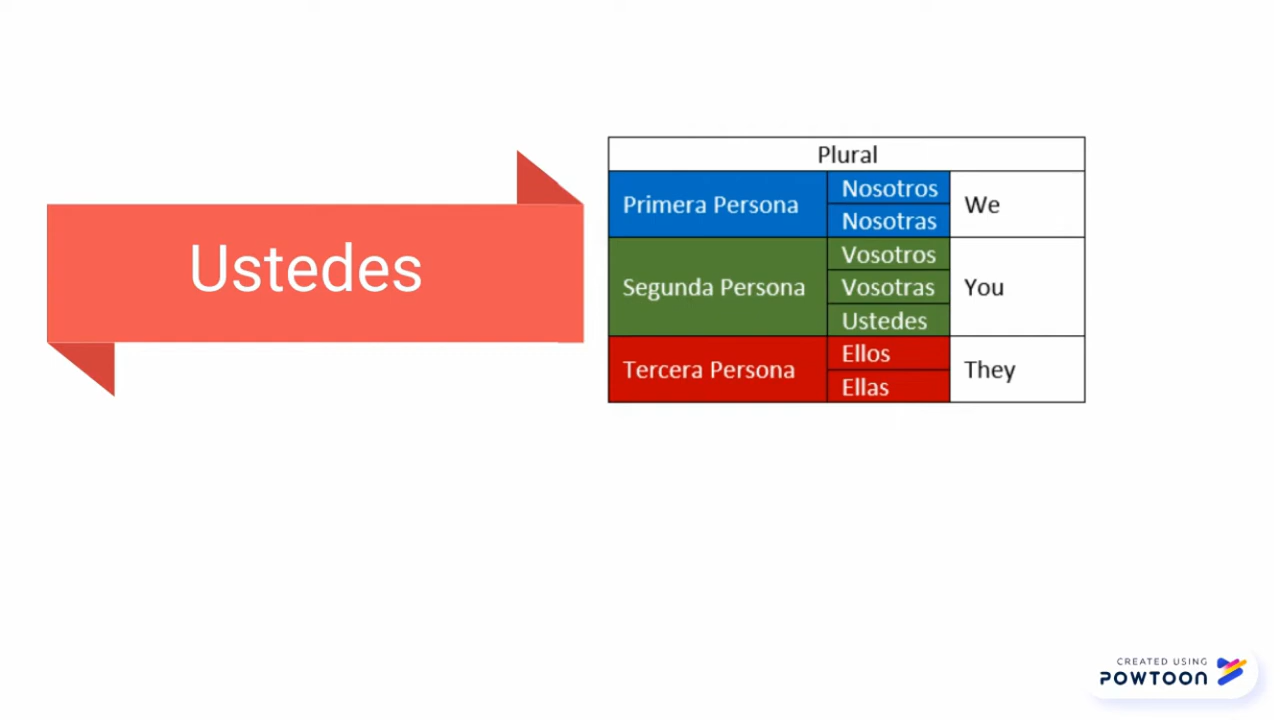 Ustedes
Plural
Primera Persona
Nosotros
Nosotras
We
Segunda Persona
Vosotros
Vosotras
Ustedes
You
Tercera Persona
Ellos
Ellas
They
CREATED USING
POWTOON